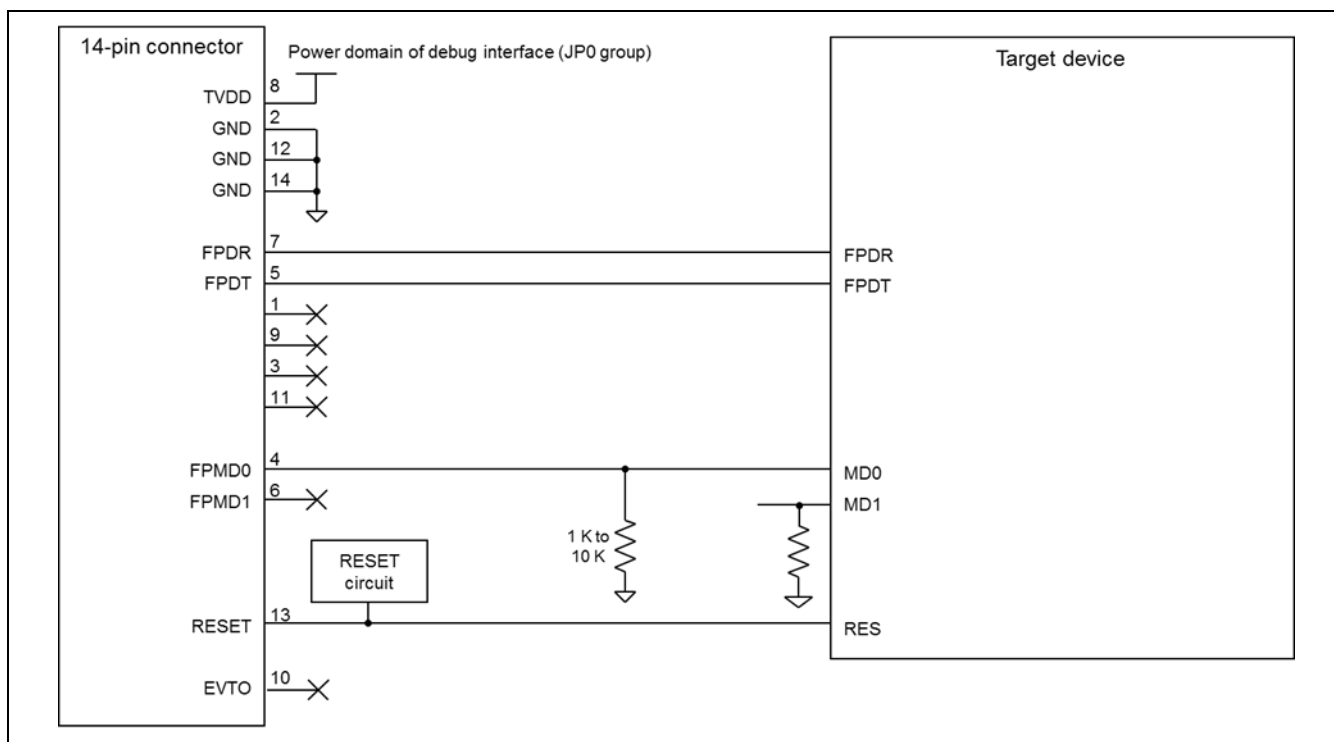 14-pin connector
Power domain of debug interface (JP0 group)
Target device
TVDD 8
GND 2
GND 12
GND 14
FPDR 7 FPDR
FPDT 5 FPDT
1
9
3
11
FPMD0 4 MD0
FPMD1 6 MD1
1 K to
10 K
RESET
circuit
RESET 13 RES
EVTO 10